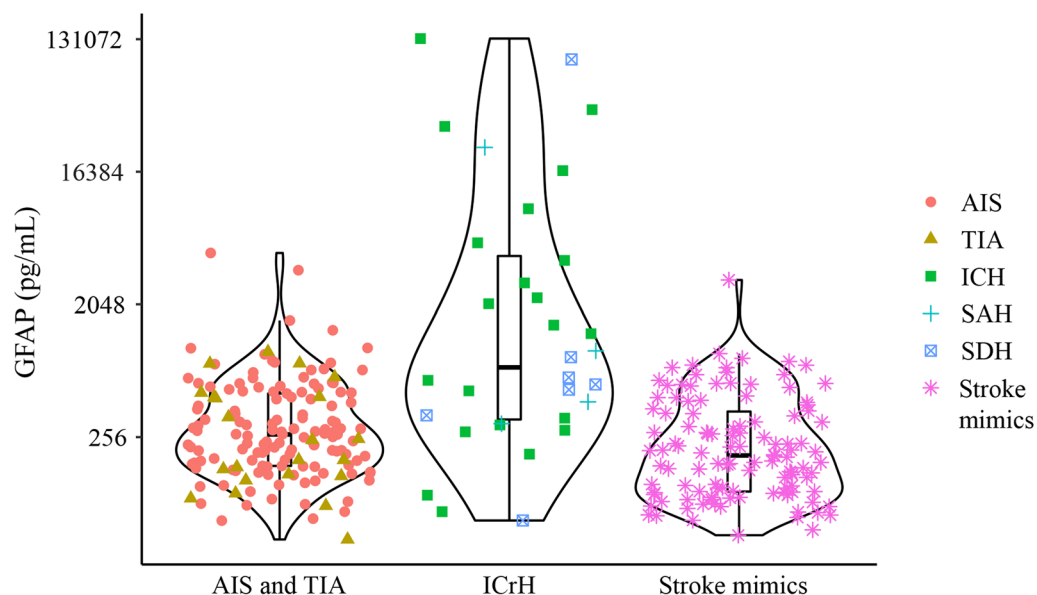 131072
16384
2048
256
GFAP (pg/mL)
AIS and TIA
ICrH
Stroke mimics
AIS
TIA
ICH
SAH
SDH
Stroke
mimics